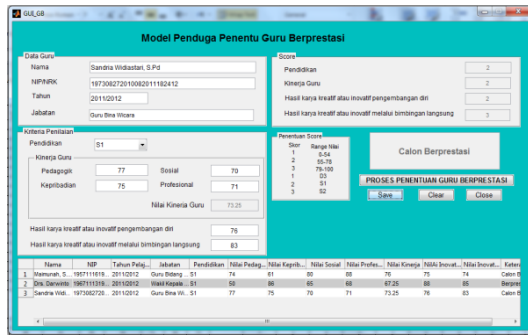 GUI_GB
Model Penduga Penentu Guru Berprestasi
Data Guru
Nama
Sandria Widiastari, S.Pd
NIP/NRK
197308272010082011182412
Tahun
2011/2012
Jabatan
Guru Bina Wicara
Score
Pendidikan
2
Kinerja Guru
2
Hasil karya kreatif atau inovatif pengembangan diri
2
Hasil karya kreatif atau inovatif melalui bimbingan langsung
3
Kriteria Penilaian
Pendidikan
S1
Kinerja Guru
Pedagogik
77
Sosial
70
Kepribadian
75
Profesional
71
Nilai Kinerja Guru
73.25
Hasil karya kreatif atau inovatif pengembangan diri
76
Hasil karya kreatif atau inovatif melalui bimbingan langsung
83
Penentuan Score
Skor Range Nilai
1 0-54
2 55-78
3 79-100
1 D3
2 S1
3 S2
Calon Berprestasi
PROSES PENENTUAN GURU BERPRESTASI
Save Clear Close
Nama NIP Tahun Pelaj... Jabatan Pendidikan Nilai Pedag... Nilai Keprib... Nilai Sosial Nilai Profes... Nilai Kinerja Nilai Inovat... Nilai Inovat... Ketera
1 Maimunah, S... 2011/2012 Guru Bidang ... S1 74 61 80 88 76 75 74 Calon B
2 Dra. Darwinto 2011/2012 Wakil Kepala ... S1 50 86 65 68 67.25 88 85 Berpres
3 Sandria Widi... 1973082720... 2011/2012 Guru Bina Wi... S1 77 75 70 71 73.25 76 83 Calon B